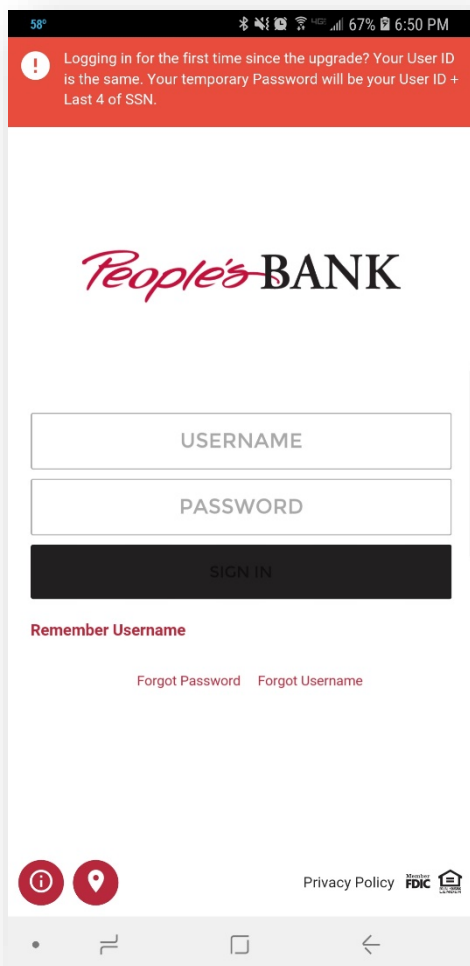 58° 67% 6:50 PM
Logging in for the first time since the upgrade? Your User ID
is the same. Your temporary Password will be your User ID +
Last 4 of SSN.
People's BANK
USERNAME
PASSWORD
SIGN IN
Remember Username
Forgot Password Forgot Username
Privacy Policy Member FDIC